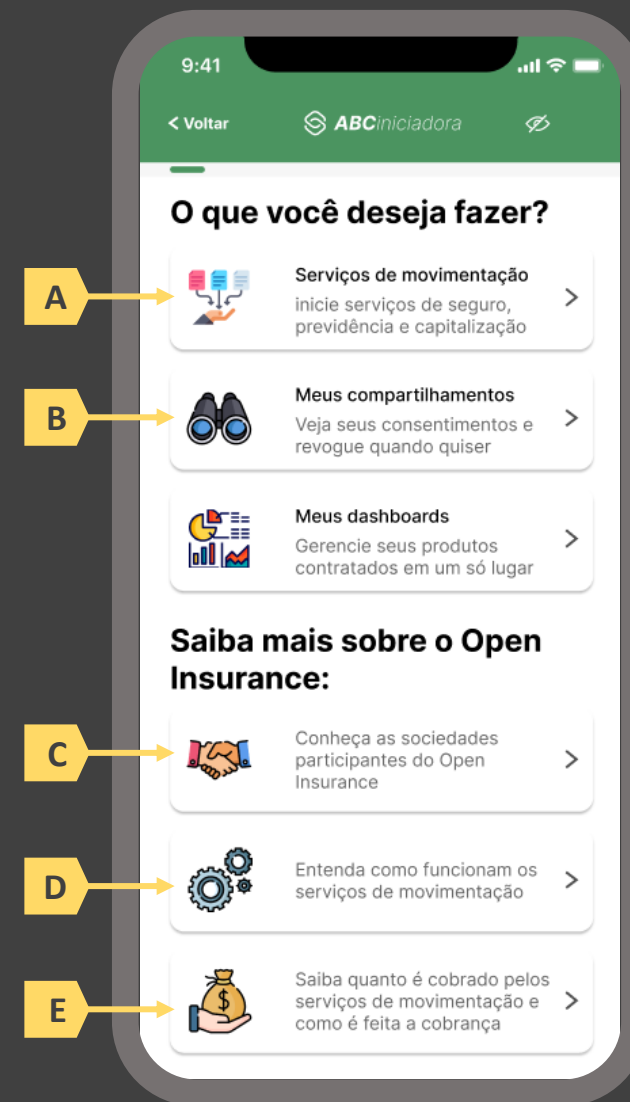 9:41
< Voltar
ABCiniciadora
O que você deseja fazer?
A
Serviços de movimentação
inicie serviços de seguro,
previdência e capitalização
B
Meus compartilhamentos
Veja seus consentimentos e
revogue quando quiser
Meus dashboards
Gerencie seus produtos
contratados em um só lugar
Saiba mais sobre o Open
Insurance:
C
Conheça as sociedades
participantes do Open
Insurance
D
Entenda como funcionam os
serviços de movimentação
E
$
Saiba quanto é cobrado pelos
serviços de movimentação e
como é feita a cobrança